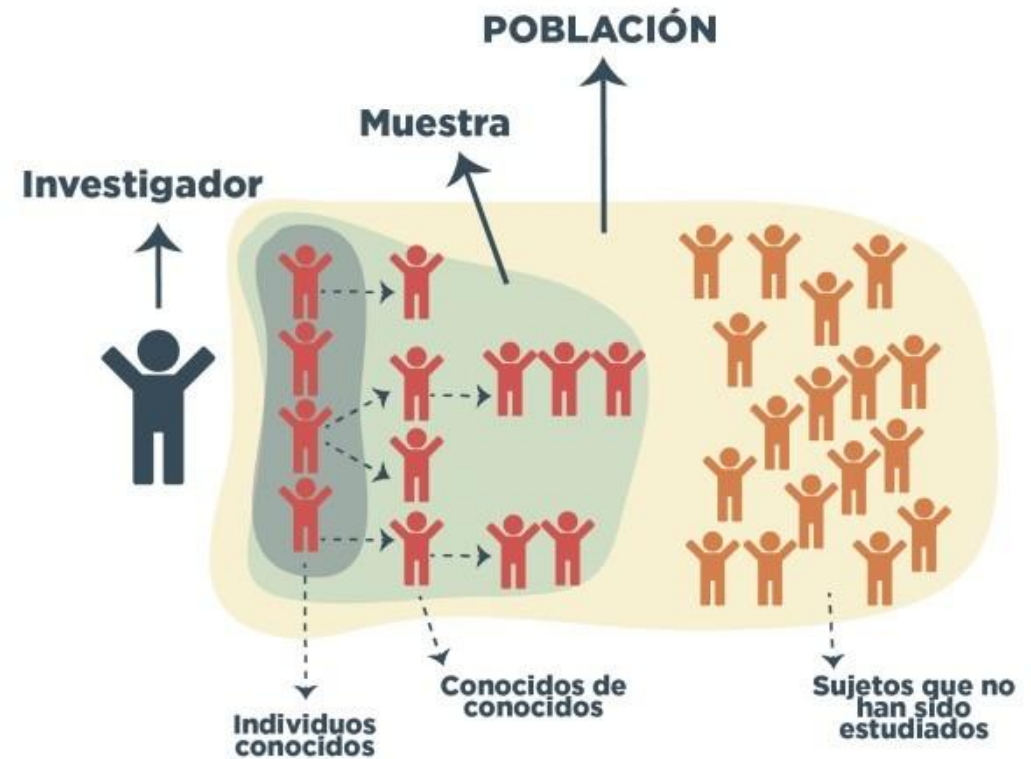 POBLACIÓN
Muestra
Investigador
Individuos
conocidos
Conocidos de
conocidos
Sujetos que no
han sido
estudiados